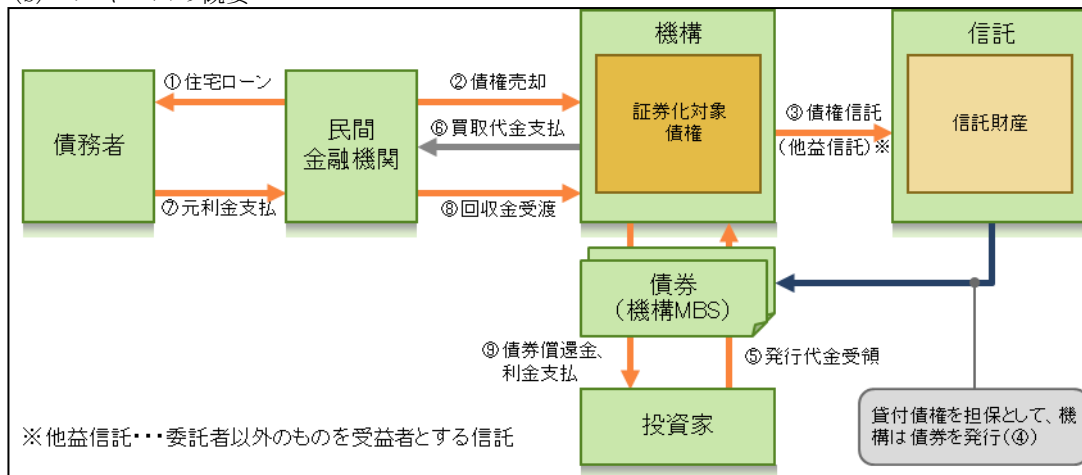 機構
信託
①住宅ローン
②債権売却
債務者
民間
金融機関
⑥買取代金支払
証券化対象
債権
③債権信託
(他益信託)※
信託財産
⑦元利金支払
⑧回収金受渡
債券
(機構MBS)
⑨債券償還金、
利金支払
⑤発行代金受領
投資家
貸付債権を担保として、機
構は債券を発行(④)
※他益信託・・・委託者以外のものを受益者とする信託